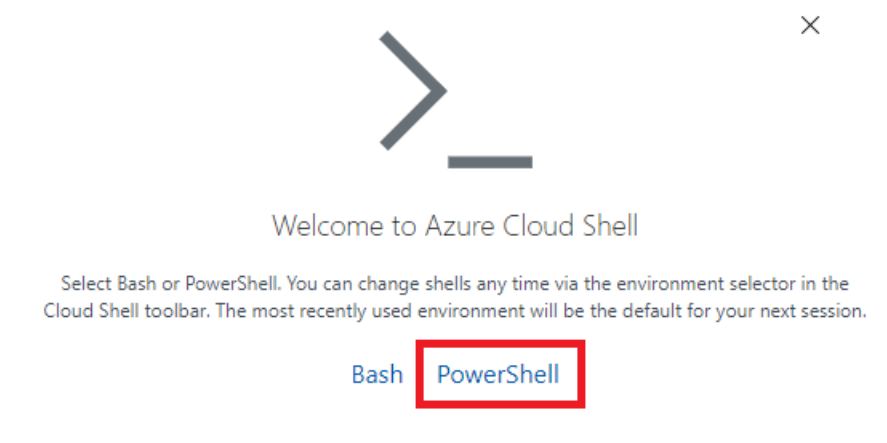 Welcome to Azure Cloud Shell
Select Bash or PowerShell. You can change shells any time via the environment selector in the
Cloud Shell toolbar. The most recently used environment will be the default for your next session.
Bash PowerShell